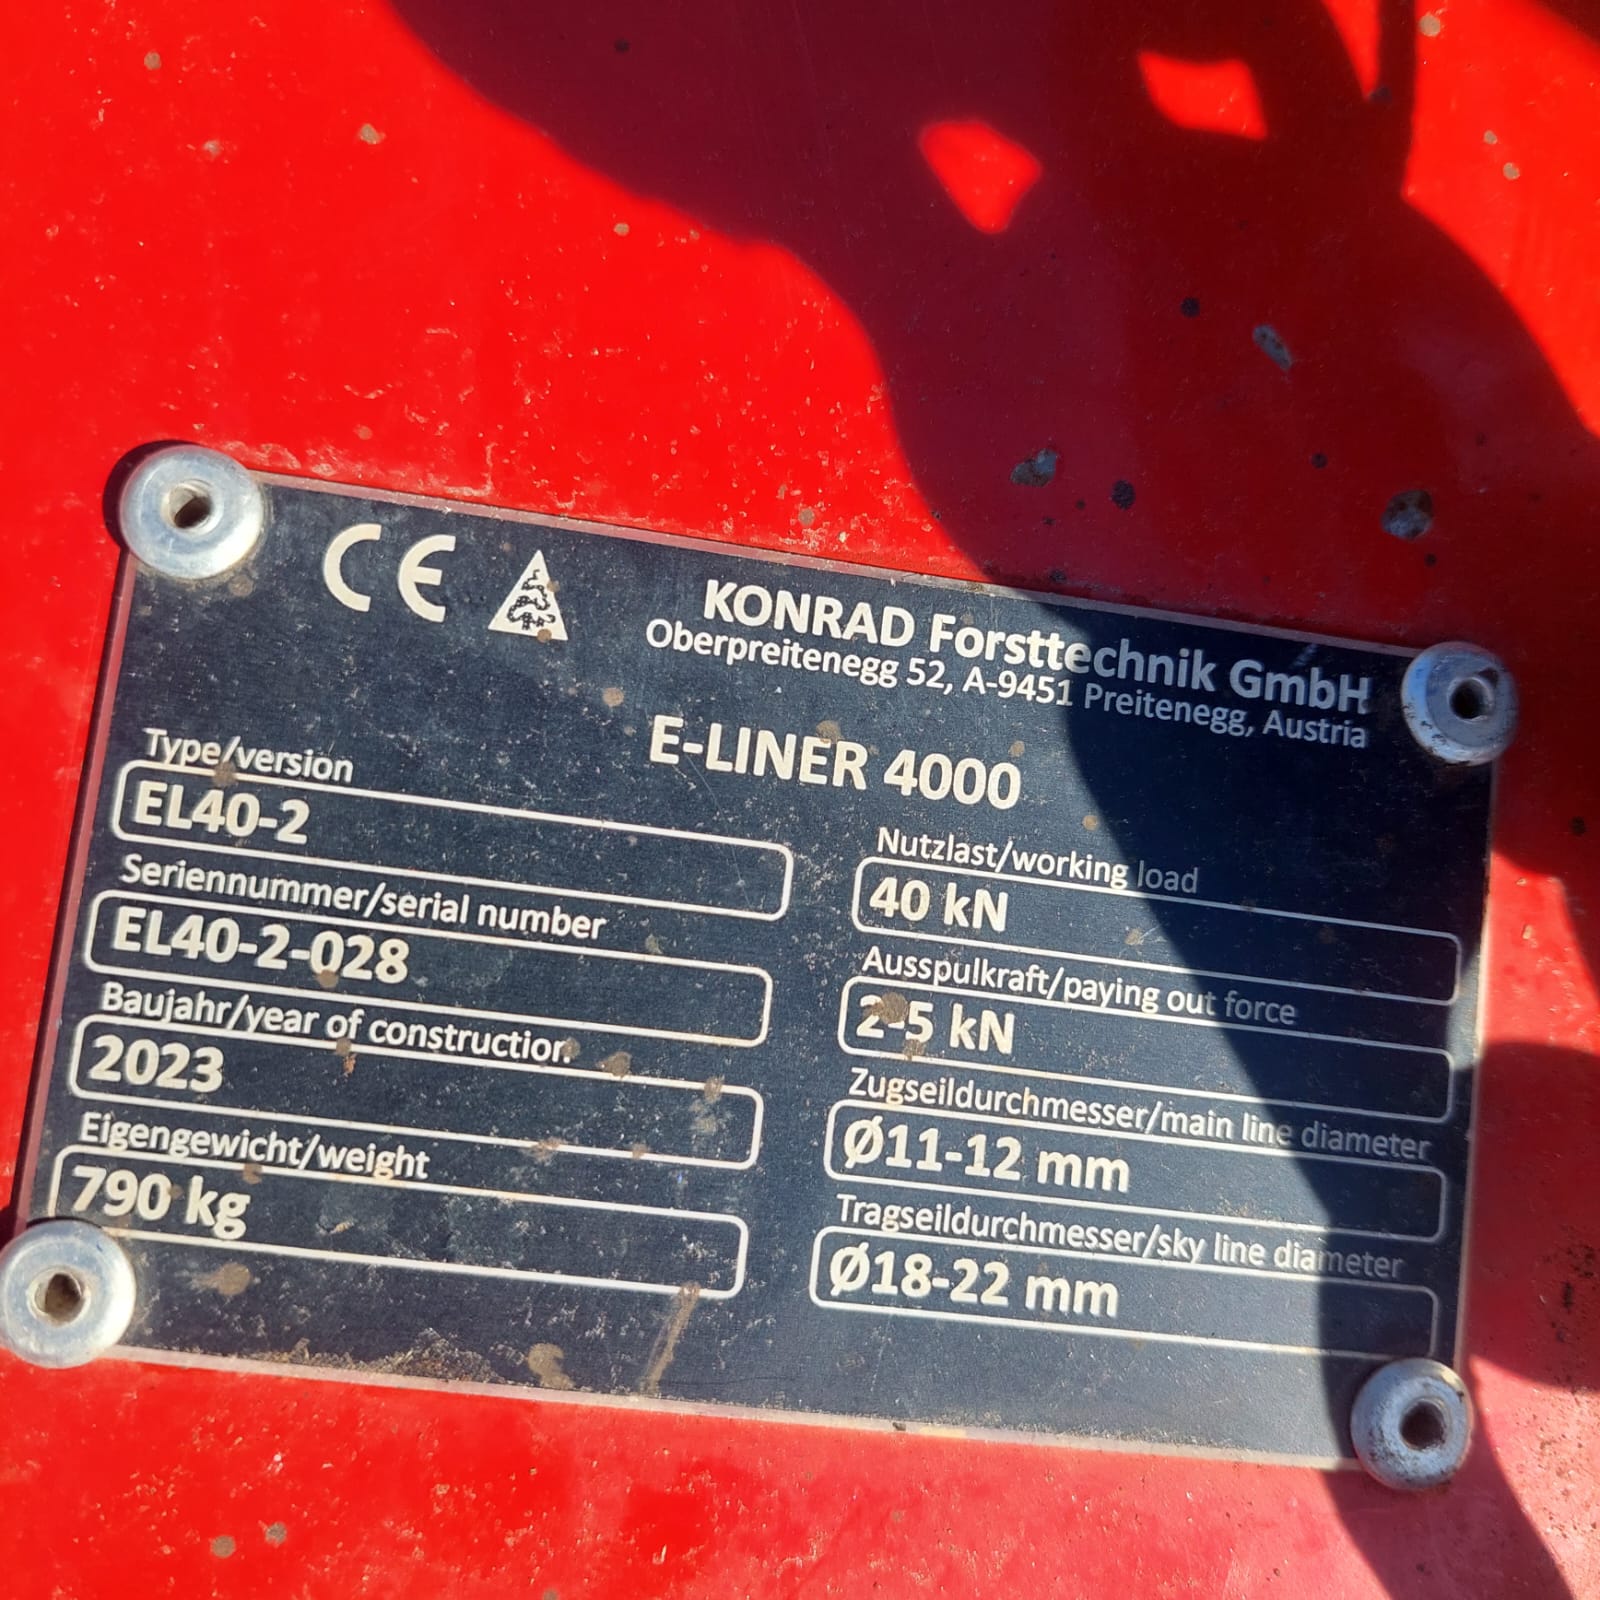 CE
KONRAD Forsttechnik GmbH
Oberpreitenegg 52, A-9451 Preitenegg, Austria
E-LINER 4000
Type/version
EL40-2
Seriennummer/serial number
EL40-2-028
Baujahr/year of construction
2023
Eigengewicht/weight
790 kg
Nutzlast/working load
40 kN
Ausspulkraft/paying out force
2-5 kN
Zugseildurchmesser/main line diameter
Ø11-12 mm
Tragseildurchmesser/sky line diameter
Ø18-22 mm